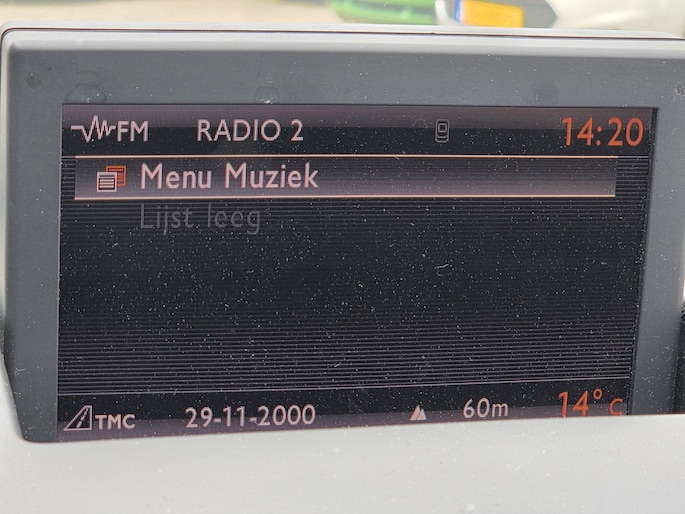 FM RADIO 2 14:20
Menu Muziek
Lijst leeg
TMC 29-11-2000 60m 14°C